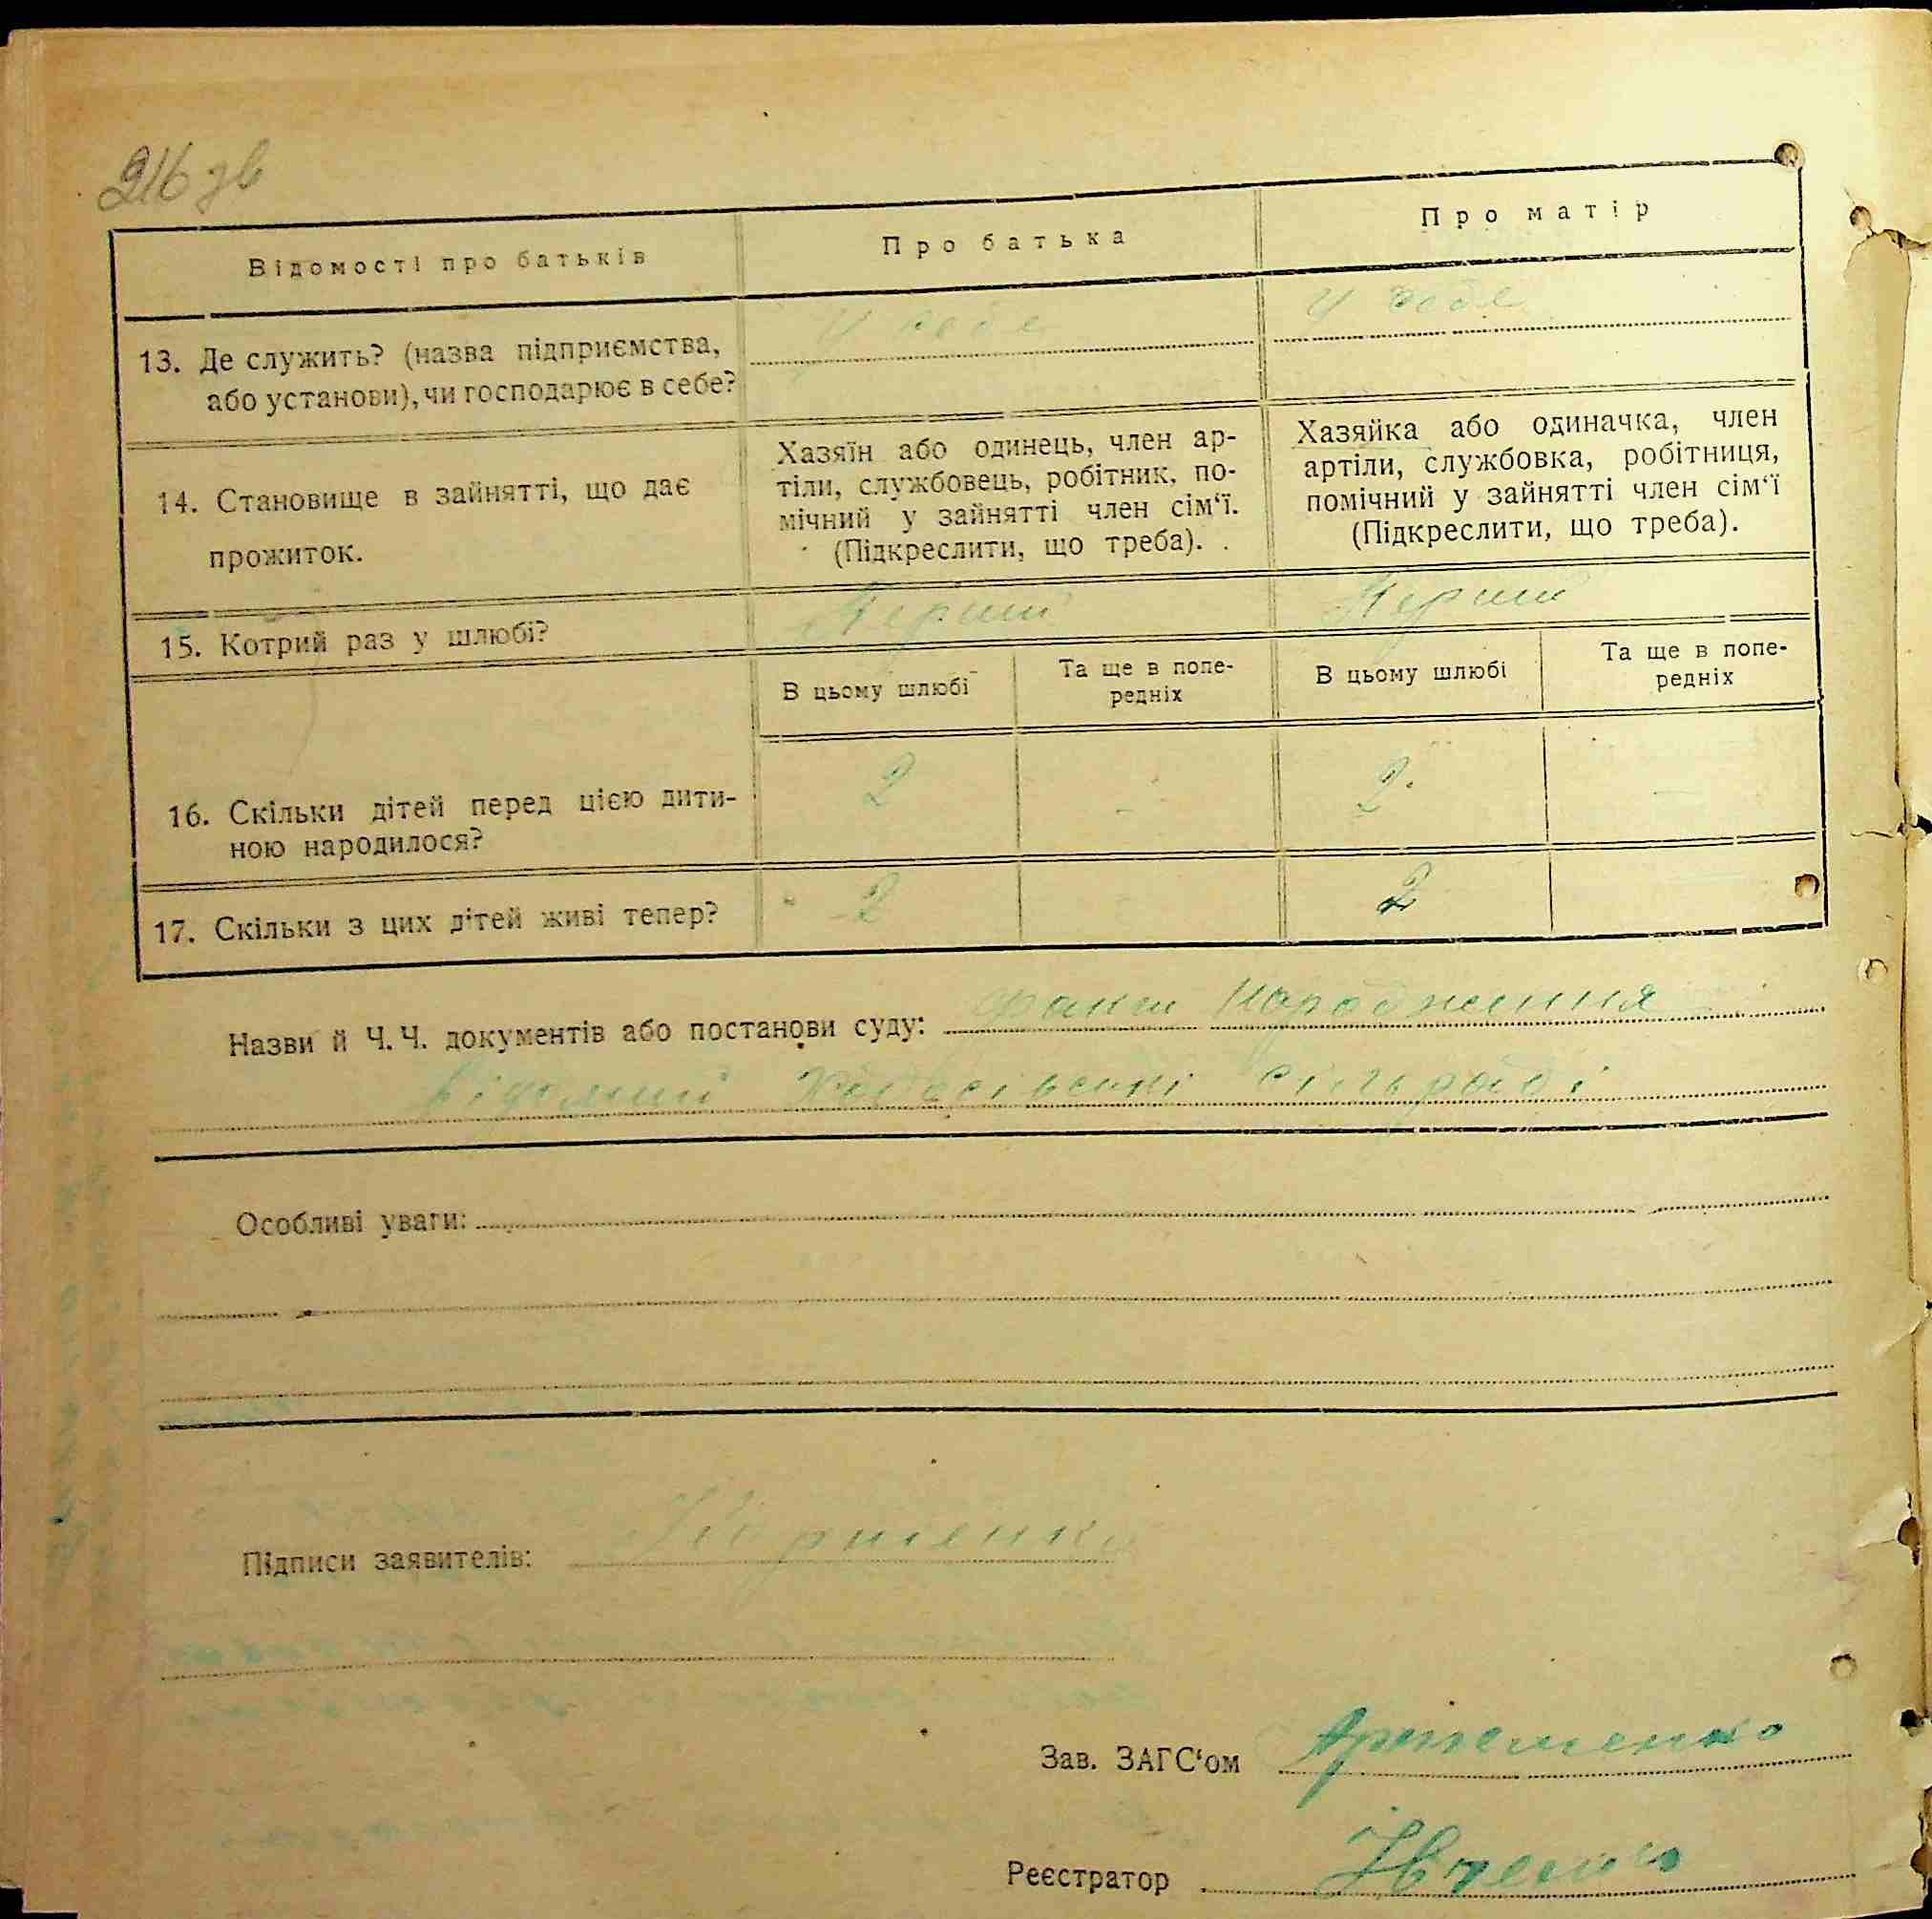 216 зв
Відомості про батьків
Про батька
Про матір
13. Де служить? (назва підприємства,
або установи), чи господарює в себе?
у себе
у себе
14. Становище в зайнятті, що дає
прожиток.
Хазяїн або одинець, член ар-
тіли, службовець, робітник, по-
мічний у зайнятті член сім‘ї.
(Підкреслити, що треба).
Хазяйка або одиначка, член
артіли, службовка, робітниця,
помічний у зайнятті член сім‘ї
(Підкреслити, що треба).
15. Котрий раз у шлюбі?
Перший
Перший
В цьому шлюбі
Та ще в попе-
редніх
В цьому шлюбі
Та ще в попе-
редніх
16. Скільки дітей перед цією дити-
ною народилося?
2
-
2
-
17. Скільки з цих дітей живі тепер?
2
2
Назви й Ч.Ч. документів або постанови суду: факт народження
відомий сільраді
Особливі уваги:
Підписи заявителів:
Зав. ЗАГС‘ом Артеменко
Реєстратор